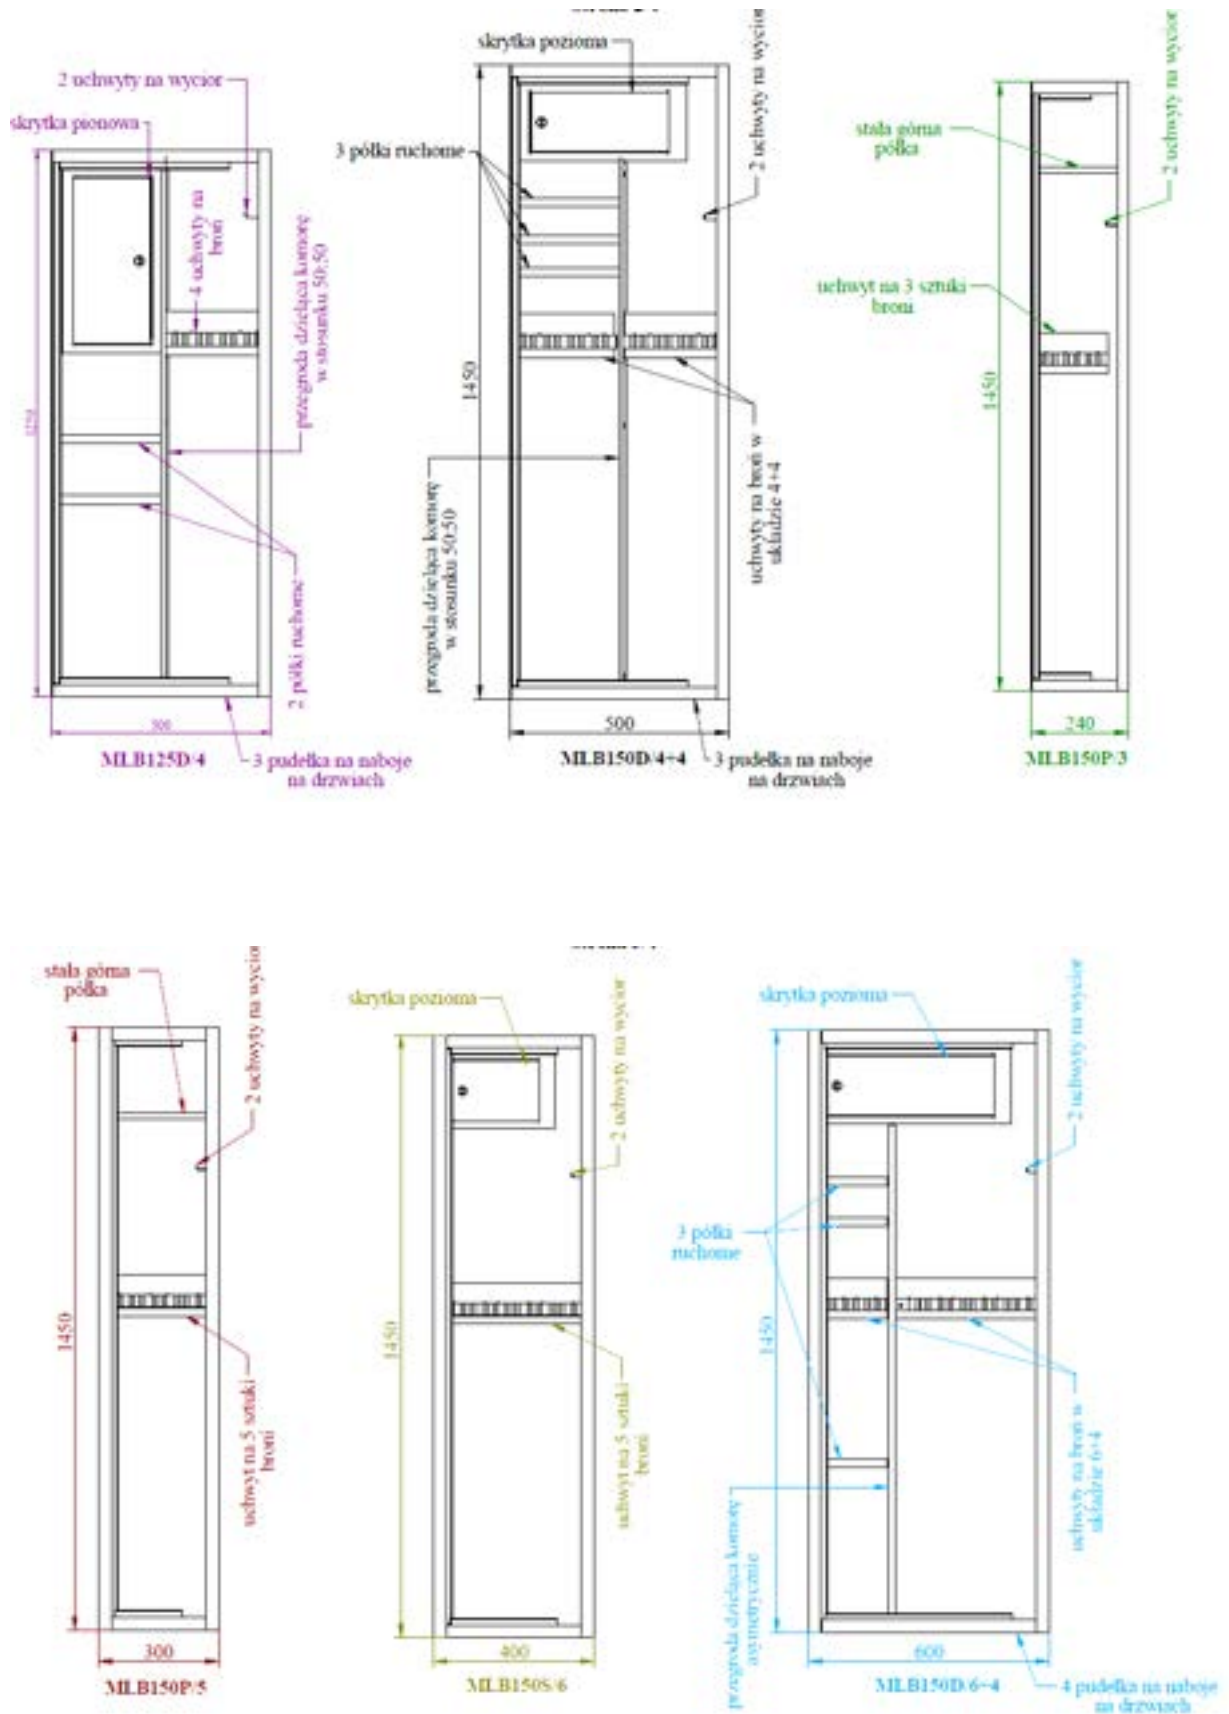 2 uchwyty na wycior
skrytka pionowa
4 uchwyty na
broń
przegroda dzieląca komorę
w stosunku 50:50
1250
2 półki ruchome
500
MLB125D/4
3 pudełka na naboje
na drzwiach
skrytka pozioma
2 uchwyty na wycior
3 półki ruchome
1450
przegroda dzieląca komorę
w stosunku 50:50
uchwyty na broń w
układzie 4+4
500
MLB150D/4+4
3 pudełka na naboje
na drzwiach
stała górna
półka
2 uchwyty na wycior
uchwyt na 3 sztuki
broni
1450
240
MLB150P/3
stała górna
półka
2 uchwyty na wycior
1450
uchwyt na 5 sztuki
broni
300
MLB150P/5
skrytka pozioma
2 uchwyty na wycior
1450
uchwyt na 5 sztuki
broni
400
MLB150S/6
skrytka pozioma
2 uchwyty na wycior
3 półki
ruchome
1450
uchwyty na broń w
układzie 6+4
przegroda dzieląca komorę
asymetrycznie
600
MLB150D/6+4
4 pudełka na naboje
na drzwiach